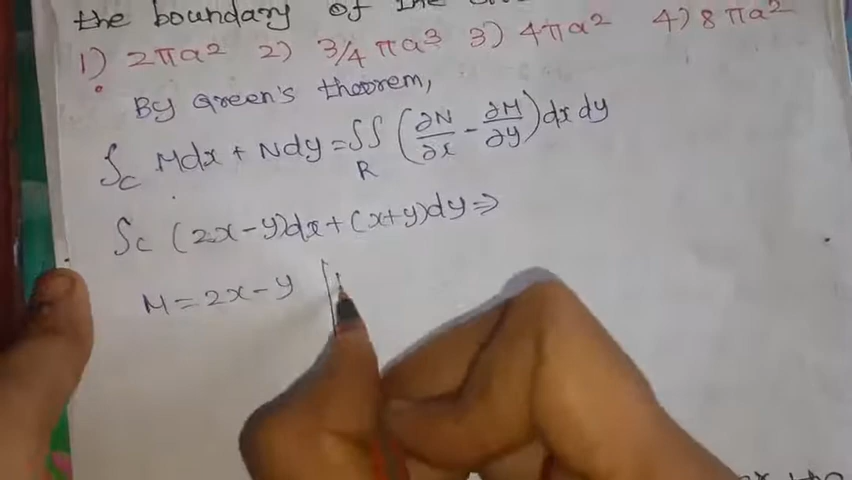 the boundary of the
1) 2πa² 2) 3/4 πa³ 3) 4πa² 4) 8πa²
By Green's theorem,
∫c Mdx + Ndy = ∬R (∂N/∂x - ∂M/∂y) dx dy
∫c (2x-y)dx + (x+y)dy ⇒
M = 2x-y